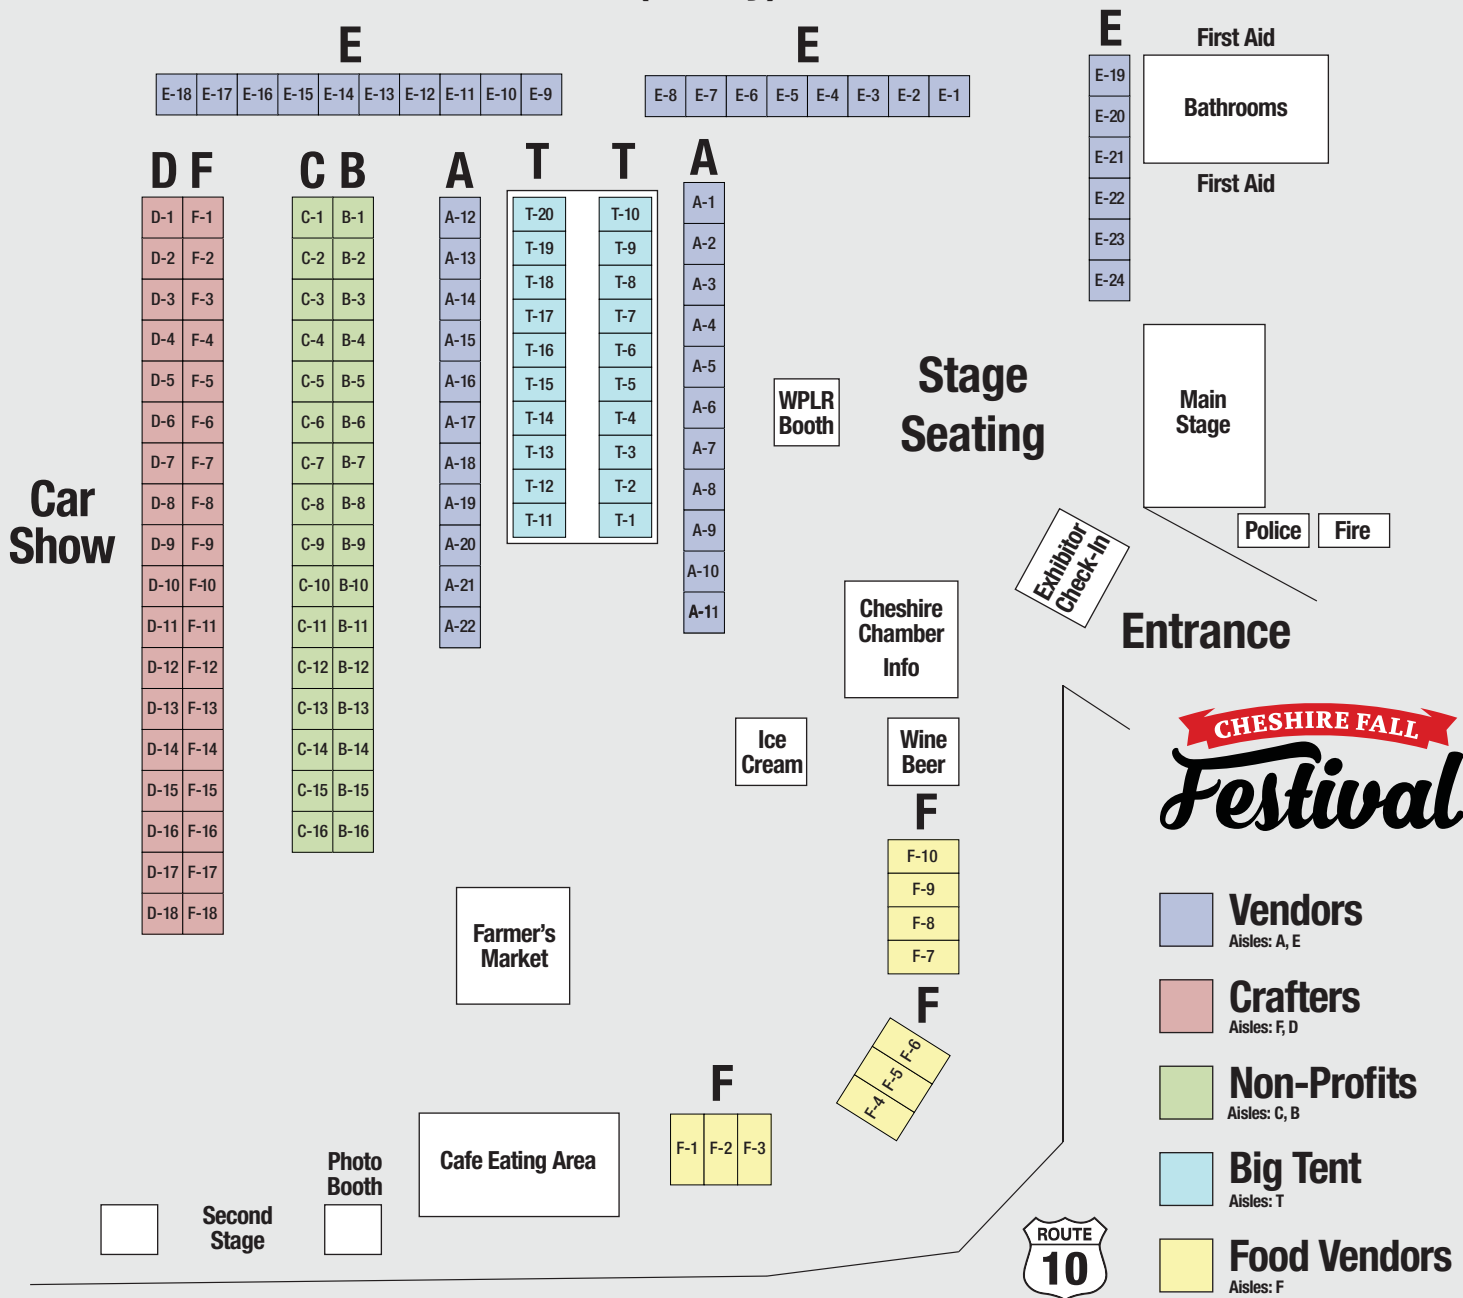 E
E
E
First Aid
Bathrooms
First Aid
E-18 E-17 E-16 E-15 E-14 E-13 E-12 E-11 E-10 E-9
E-8 E-7 E-6 E-5 E-4 E-3 E-2 E-1
E-19
E-20
E-21
E-22
E-23
E-24
D F
D-1 F-1
D-2 F-2
D-3 F-3
D-4 F-4
D-5 F-5
D-6 F-6
D-7 F-7
D-8 F-8
D-9 F-9
D-10 F-10
D-11 F-11
D-12 F-12
D-13 F-13
D-14 F-14
D-15 F-15
D-16 F-16
D-17 F-17
D-18 F-18
C B
C-1 B-1
C-2 B-2
C-3 B-3
C-4 B-4
C-5 B-5
C-6 B-6
C-7 B-7
C-8 B-8
C-9 B-9
C-10 B-10
C-11 B-11
C-12 B-12
C-13 B-13
C-14 B-14
C-15 B-15
C-16 B-16
A
A-12
A-13
A-14
A-15
A-16
A-17
A-18
A-19
A-20
A-21
A-22
T T
T-20 T-10
T-19 T-9
T-18 T-8
T-17 T-7
T-16 T-6
T-15 T-5
T-14 T-4
T-13 T-3
T-12 T-2
T-11 T-1
A
A-1
A-2
A-3
A-4
A-5
A-6
A-7
A-8
A-9
A-10
A-11
Car
Show
WPLR
Booth
Stage
Seating
Main
Stage
Police
Fire
Exhibitor
Check-In
Cheshire
Chamber
Info
Entrance
Ice
Cream
Wine
Beer
F
F-10
F-9
F-8
F-7
F
F-6
F-5
F-4
F
F-1 F-2 F-3
Farmer's
Market
Cafe Eating Area
Photo
Booth
Second
Stage
ROUTE
10
CHESHIRE FALL
Festival
Vendors
Aisles: A, E
Crafters
Aisles: F, D
Non-Profits
Aisles: C, B
Big Tent
Aisles: T
Food Vendors
Aisles: F